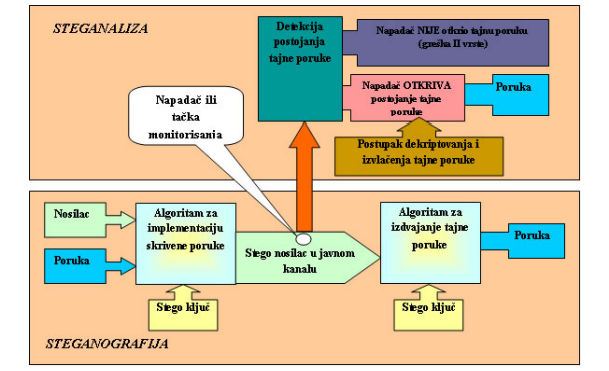 STEGANALIZA
Detekcija
postojanja
tajne poruke
Napadač NIJE otkrio tajnu poruku
(greška II vrste)
Napadač OTKRIVA
postojanje tajne
poruke
Poruka
Napadač ili
tačka
monitorisania
Postupak dekriptovanja i
izvlačenja tajne poruke
Nosilac
Poruka
Algoritam za
implementaciju
skrivene poruke
Stego nosilac u javnom
kanalu
Algoritam za
izdvajanje tajne
poruke
Poruka
Stego ključ
Stego ključ
STEGANOGRAFIJA